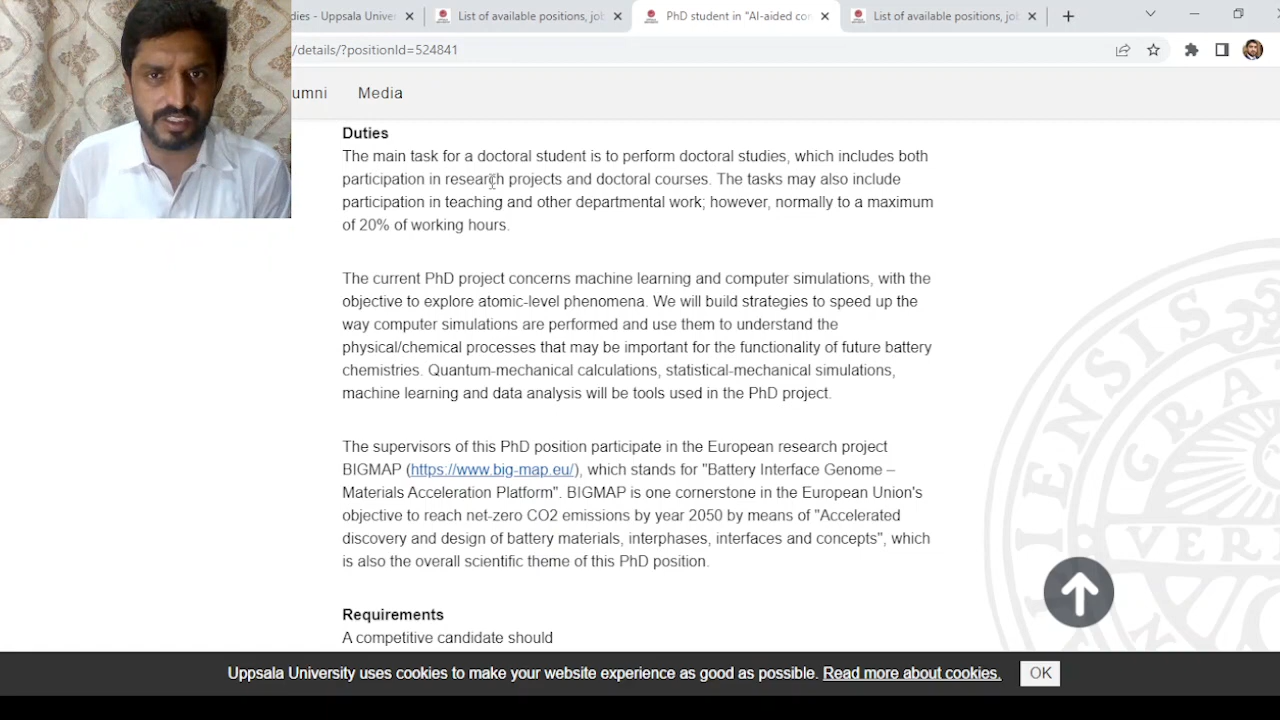 dies - Uppsala Univer
List of available positions, jol
PhD student in "AI-aided cor
List of available positions, jo
/details/?positionId=524841
umni
Media
Duties
The main task for a doctoral student is to perform doctoral studies, which includes both
participation in research projects and doctoral courses. The tasks may also include
participation in teaching and other departmental work; however, normally to a maximum
of 20% of working hours.
The current PhD project concerns machine learning and computer simulations, with the
objective to explore atomic-level phenomena. We will build strategies to speed up the
way computer simulations are performed and use them to understand the
physical/chemical processes that may be important for the functionality of future battery
chemistries. Quantum-mechanical calculations, statistical-mechanical simulations,
machine learning and data analysis will be tools used in the PhD project.
The supervisors of this PhD position participate in the European research project
BIGMAP (https://www.big-map.eu/), which stands for "Battery Interface Genome –
Materials Acceleration Platform". BIGMAP is one cornerstone in the European Union's
objective to reach net-zero CO2 emissions by year 2050 by means of "Accelerated
discovery and design of battery materials, interphases, interfaces and concepts", which
is also the overall scientific theme of this PhD position.
Requirements
A competitive candidate should
Uppsala University uses cookies to make your website experience as good as possible. Read more about cookies.
OK
IENSIS
GRA
VERI